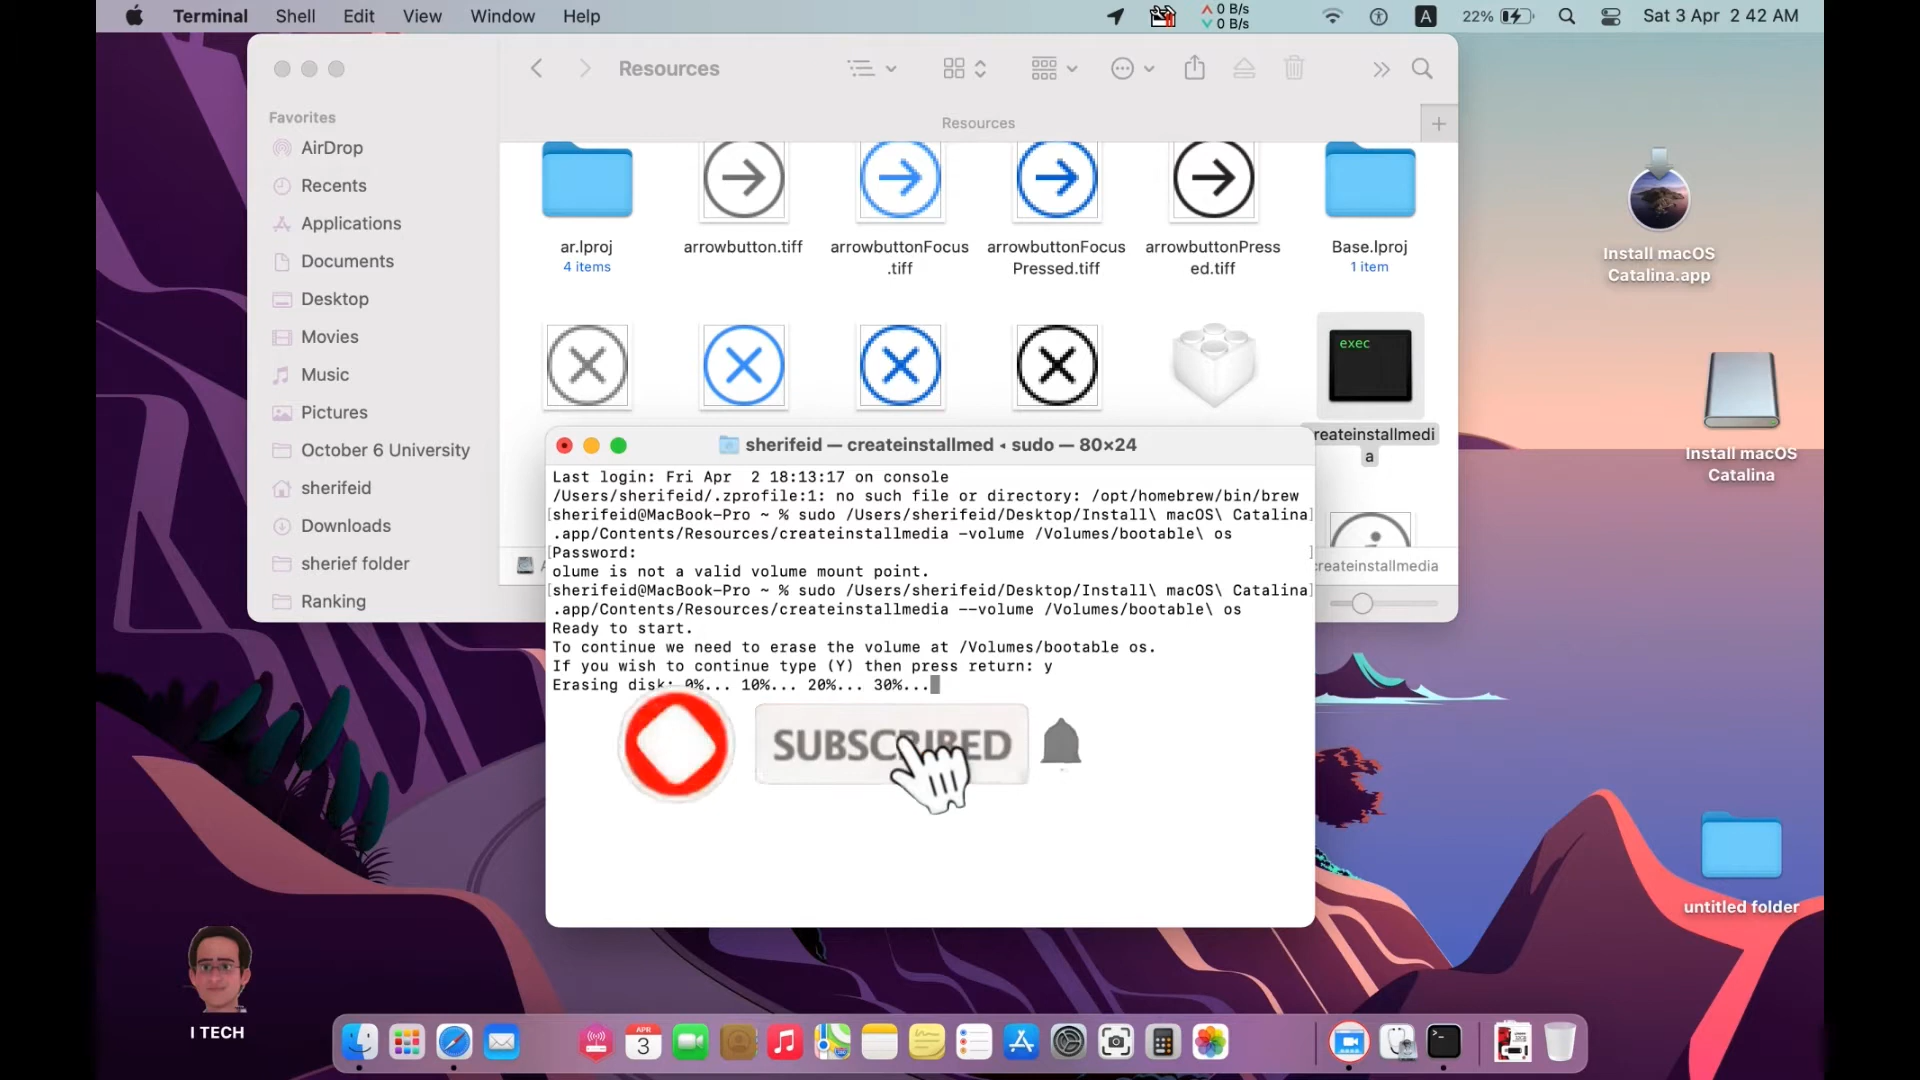 Terminal Shell Edit View Window Help
0 B/s
0 B/s
A
22%
Sat 3 Apr 2 42 AM
Resources
Resources
Favorites
AirDrop
Recents
Applications
Documents
Desktop
Movies
Music
Pictures
October 6 University
sherifeid
Downloads
sherief folder
Ranking
ar.lproj
4 items
arrowbutton.tiff
arrowbuttonFocus
.tiff
arrowbuttonFocus
Pressed.tiff
arrowbuttonPress
ed.tiff
Base.lproj
1 item
exec
reateinstallmedi
a
createinstallmedia
sherifeid — createinstallmed ◂ sudo — 80×24
Last login: Fri Apr  2 18:13:17 on console
/Users/sherifeid/.zprofile:1: no such file or directory: /opt/homebrew/bin/brew
[sherifeid@MacBook-Pro ~ % sudo /Users/sherifeid/Desktop/Install\ macOS\ Catalina]
.app/Contents/Resources/createinstallmedia -volume /Volumes/bootable\ os
[Password: ]
olume is not a valid volume mount point.
[sherifeid@MacBook-Pro ~ % sudo /Users/sherifeid/Desktop/Install\ macOS\ Catalina]
.app/Contents/Resources/createinstallmedia --volume /Volumes/bootable\ os
Ready to start.
To continue we need to erase the volume at /Volumes/bootable os.
If you wish to continue type (Y) then press return: y
Erasing disk: 0%... 10%... 20%... 30%...
SUBSCRIBED
Install macOS
Catalina.app
Install macOS
Catalina
untitled folder
I TECH
APR
3